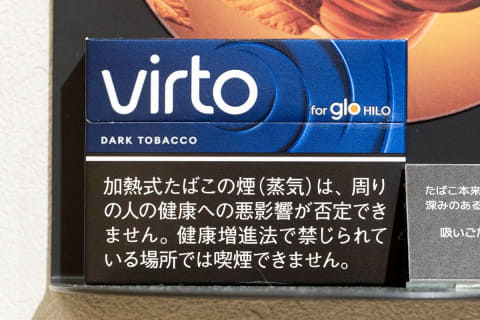 virto
for glo HILO
DARK TOBACCO
加熱式たばこの煙(蒸気)は、周り
の人の健康への悪影響が否定でき
ません。健康増進法で禁じられて
いる場所では喫煙できません。
たばこ本来
深みのある
吸いごた